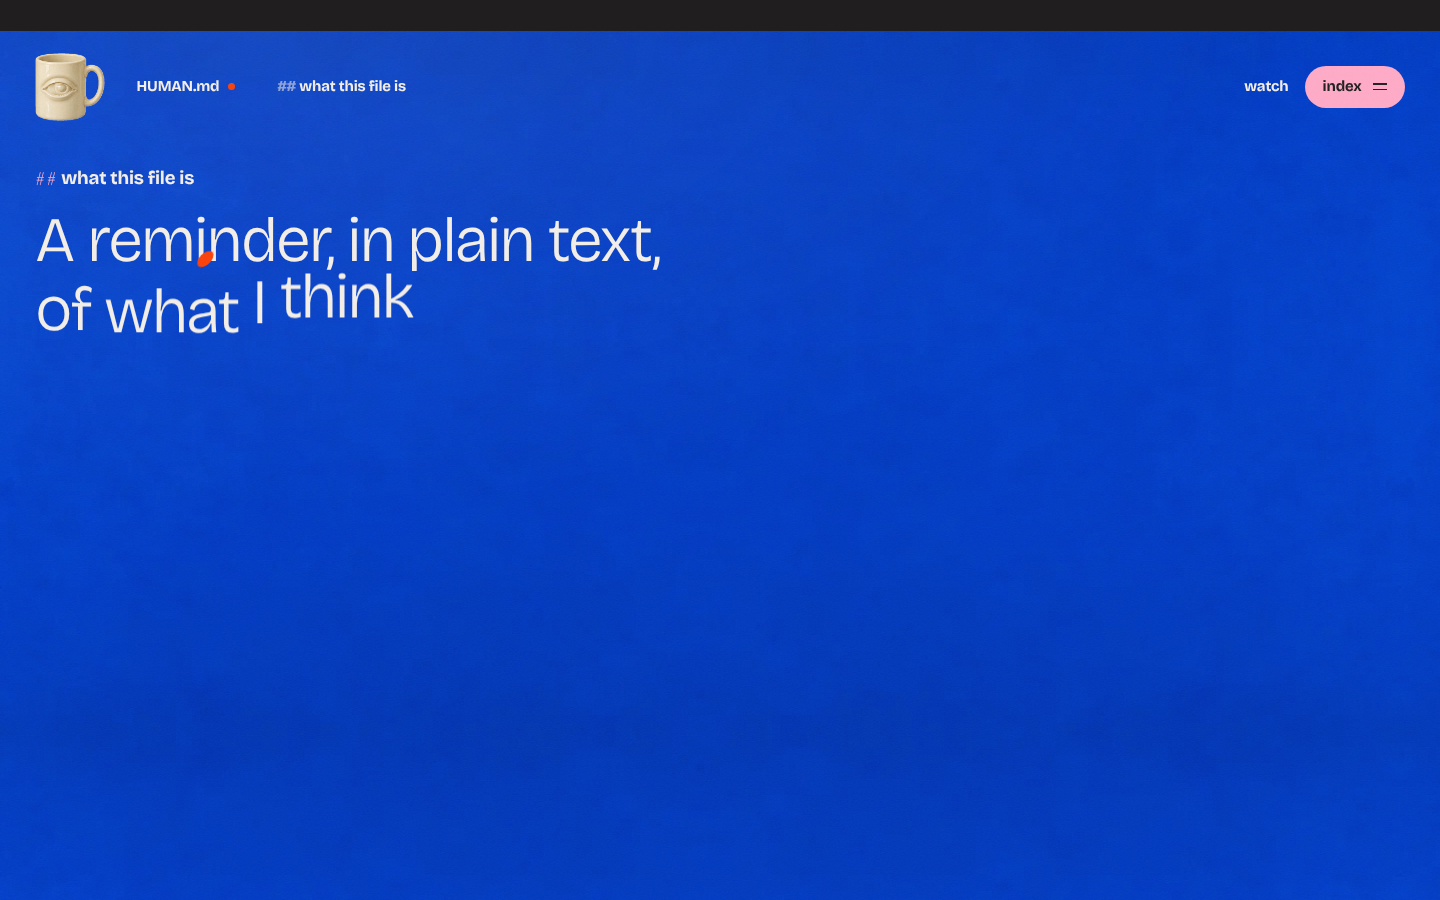 HUMAN.md
## what this file is
watch
index
## what this file is
A reminder, in plain text,
of what I think